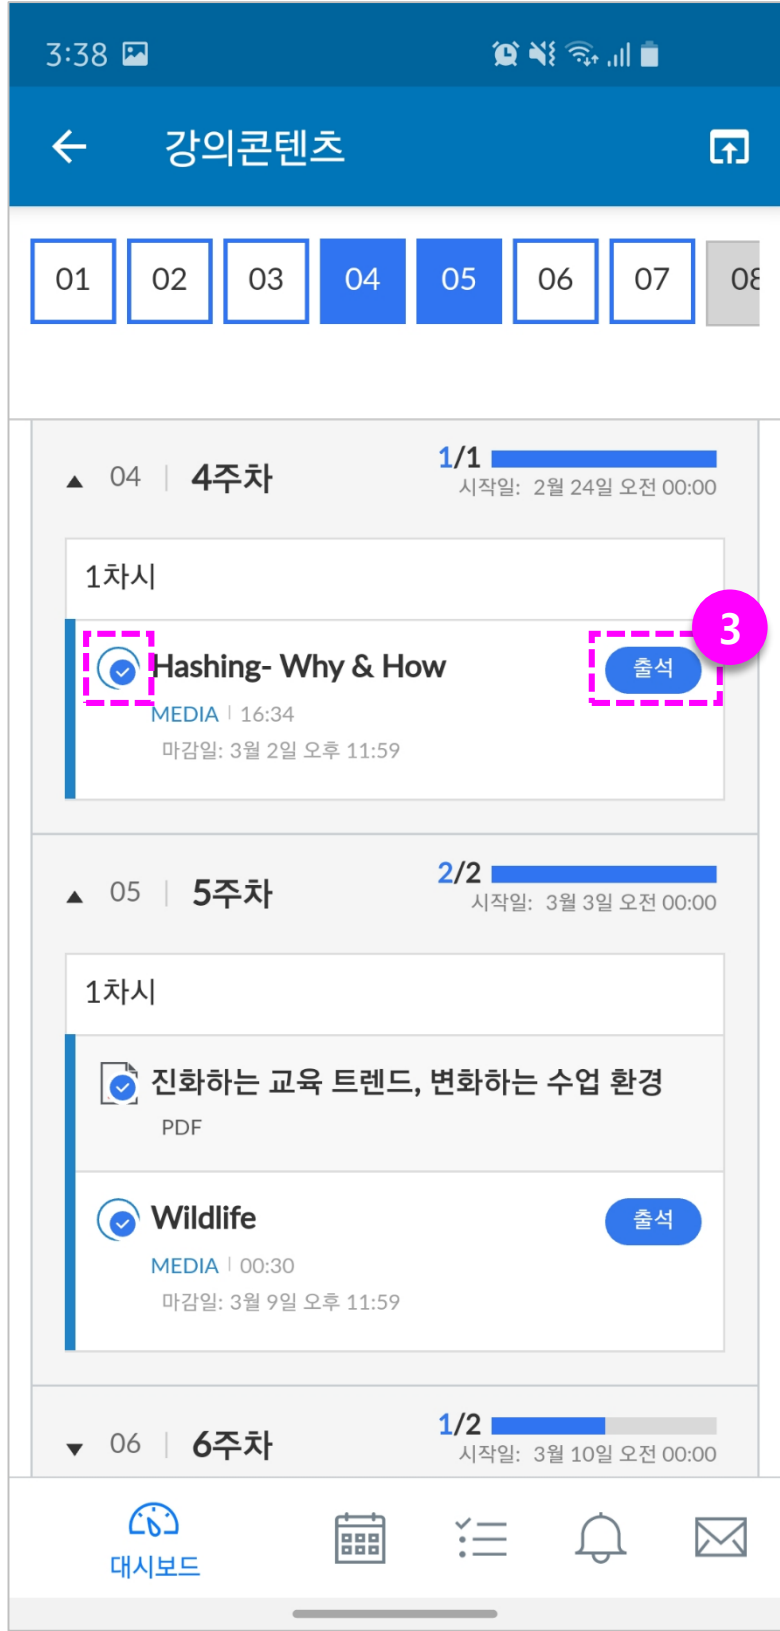 3:38
강의콘텐츠
01 02 03 04 05 06 07 08
04 | 4주차 1/1
시작일: 2월 24일 오전 00:00
1차시
3
Hashing- Why & How 출석
MEDIA | 16:34
마감일: 3월 2일 오후 11:59
05 | 5주차 2/2
시작일: 3월 3일 오전 00:00
1차시
진화하는 교육 트렌드, 변화하는 수업 환경
PDF
Wildlife 출석
MEDIA | 00:30
마감일: 3월 9일 오후 11:59
06 | 6주차 1/2
시작일: 3월 10일 오전 00:00
대시보드